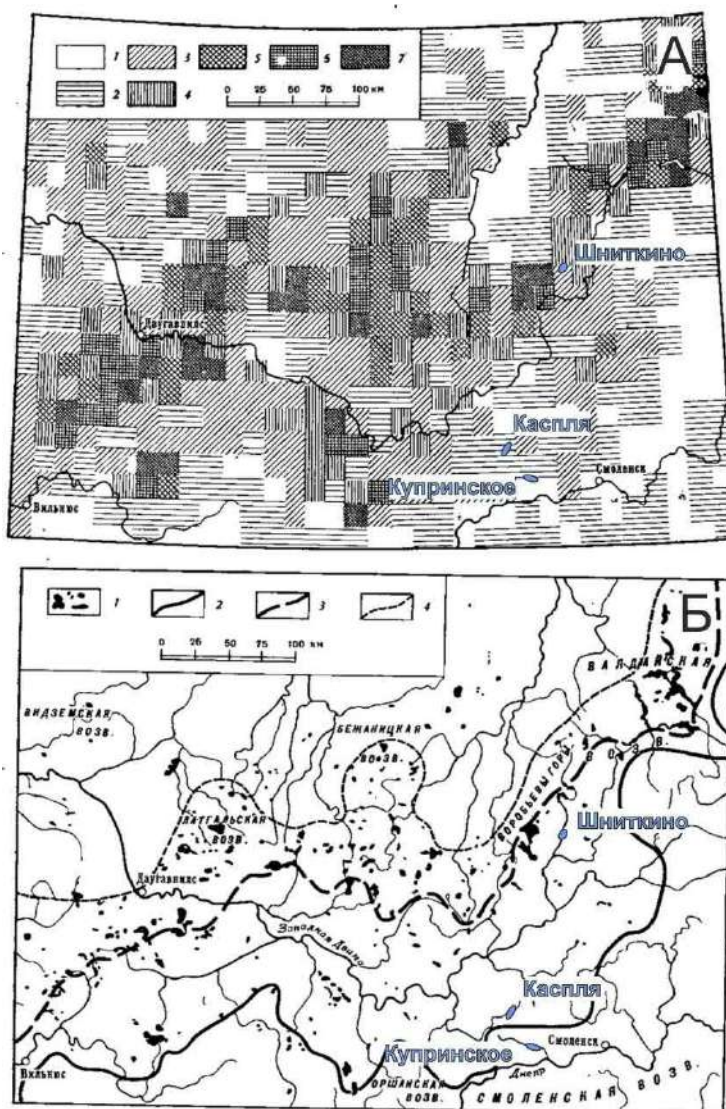 А
1 3 5 6 7
2 4 0 25 50 75 100 КМ
Шниткино
Даугавпилс
Каспля
Купринское
Смоленск
Вильнюс
Б
1 2 3 4
0 25 50 75 100 КМ
ВАЛДАЙСКАЯ
ВИДЗЕМСКАЯ
ВОЗВ.
БЕЖАНИЦКАЯ
ВОЗВ.
ВОЗВ.
ВОРОБЬЕВЫ ГОРЫ
ЛАТГАЛЬСКАЯ
ВОЗВ.
Шниткино
Даугавпилс
Западная Двина
Каспля
Купринское
Смоленск
Вильнюс
Днепр
ОРШАНСКАЯ
ВОЗВ.
СМОЛЕНСКАЯ ВОЗВ.